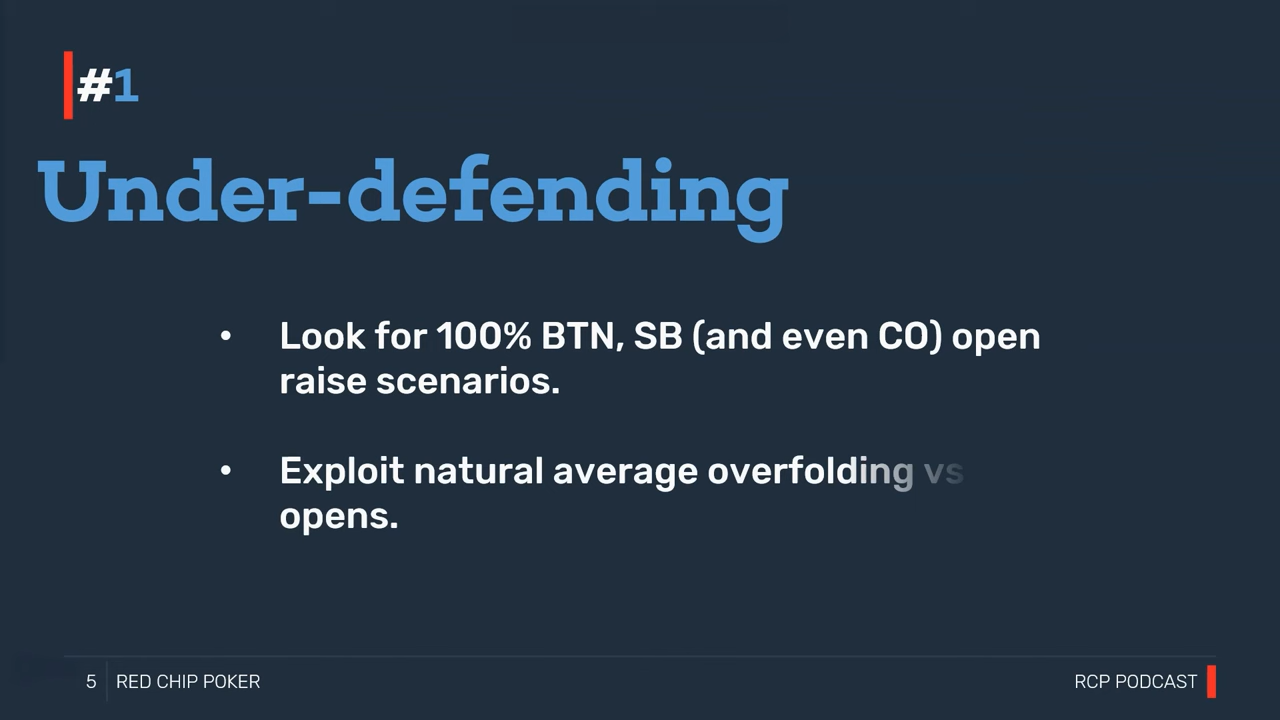 #1
Under-defending
• Look for 100% BTN, SB (and even CO) open
raise scenarios.
• Exploit natural average overfolding vs
opens.
5 RED CHIP POKER
RCP PODCAST